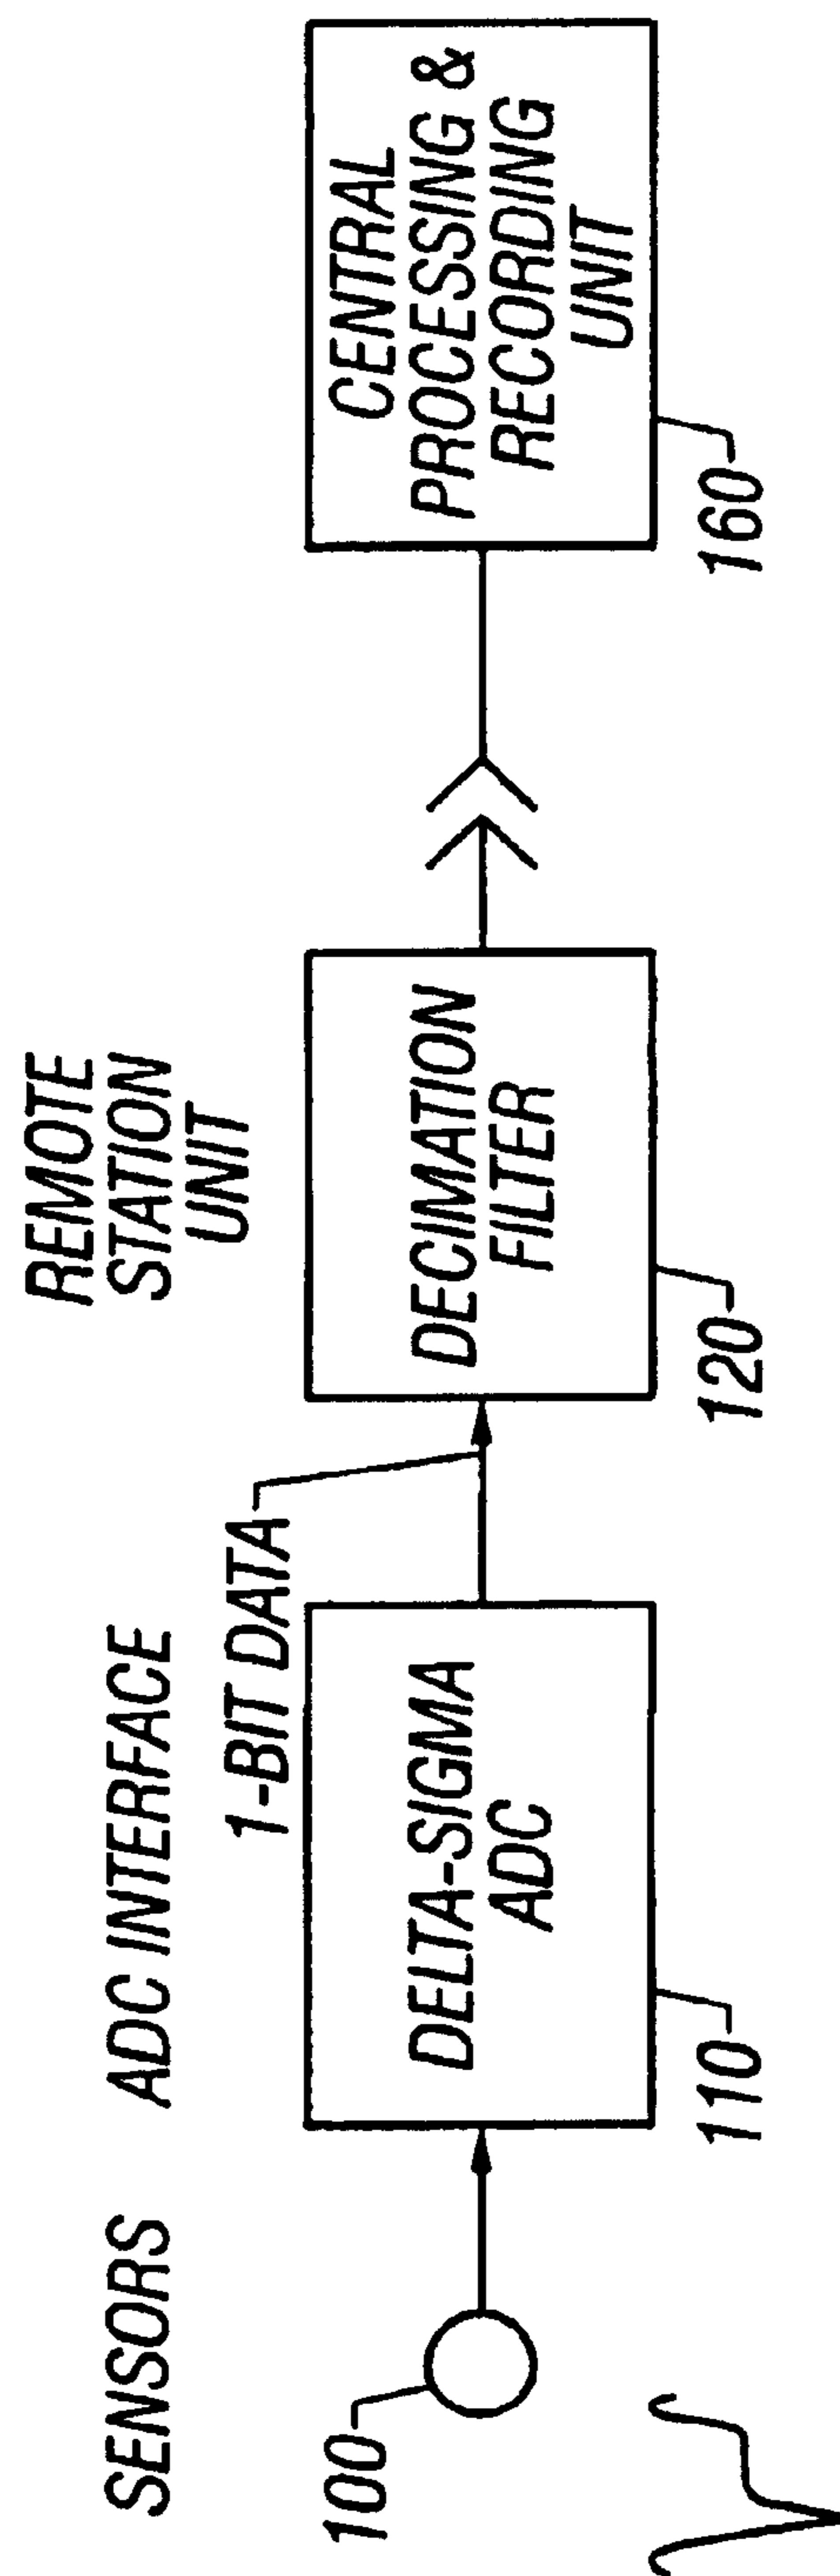 SENSORS
ADC INTERFACE
REMOTE
STATION
UNIT
100
1-BIT DATA
DELTA-SIGMA
ADC
110
DECIMATION
FILTER
120
CENTRAL
PROCESSING &
RECORDING
UNIT
160